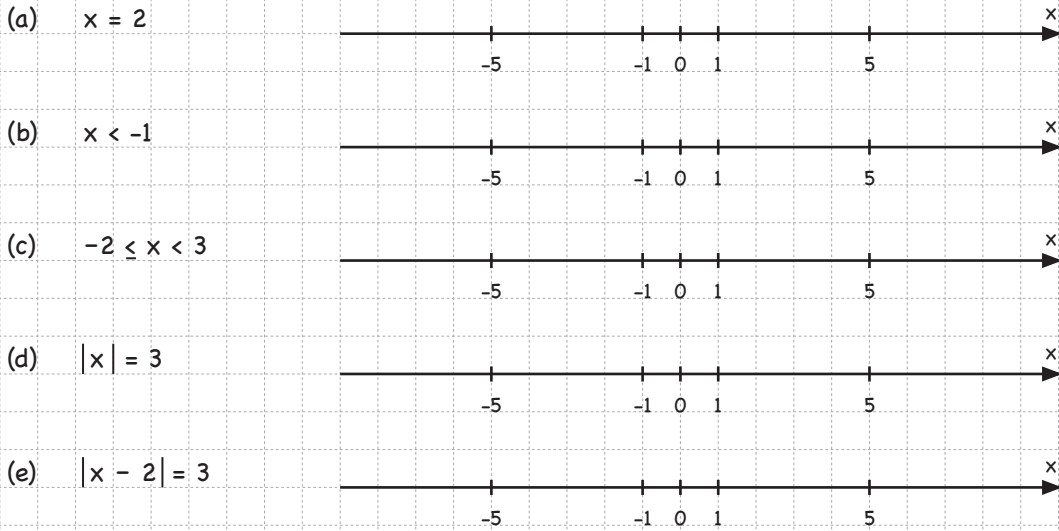 (a) x = 2 x
-5 -1 0 1 5
(b) x < -1 x
-5 -1 0 1 5
(c) -2 ≤ x < 3 x
-5 -1 0 1 5
(d) |x| = 3 x
-5 -1 0 1 5
(e) |x - 2| = 3 x
-5 -1 0 1 5